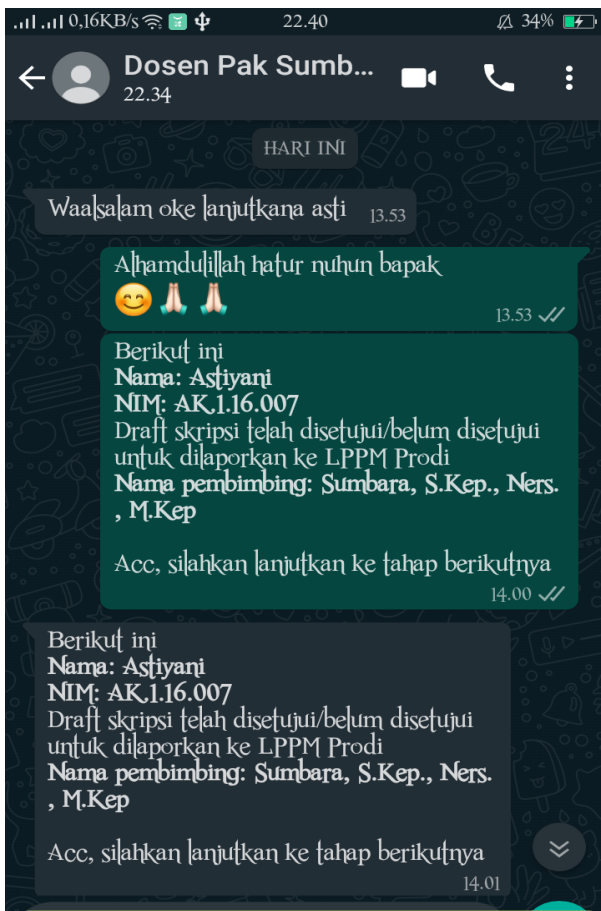 0,16KB/s 22.40 34%
Dosen Pak Sumb...
22.34
HARI INI
Waalsalam oke lanjutkana asti 13.53
Alhamdulillah hatur nuhun bapak
😊🙏🏻🙏🏻
13.53
Berikut ini
Nama: Astiyani
NIM: AK.1.16.007
Draft skripsi telah disetujui/belum disetujui
untuk dilaporkan ke LPPM Prodi
Nama pembimbing: Sumbara, S.Kep., Ners.
, M.Kep
Acc, silahkan lanjutkan ke tahap berikutnya
14.00
Berikut ini
Nama: Astiyani
NIM: AK.1.16.007
Draft skripsi telah disetujui/belum disetujui
untuk dilaporkan ke LPPM Prodi
Nama pembimbing: Sumbara, S.Kep., Ners.
, M.Kep
Acc, silahkan lanjutkan ke tahap berikutnya
14.01